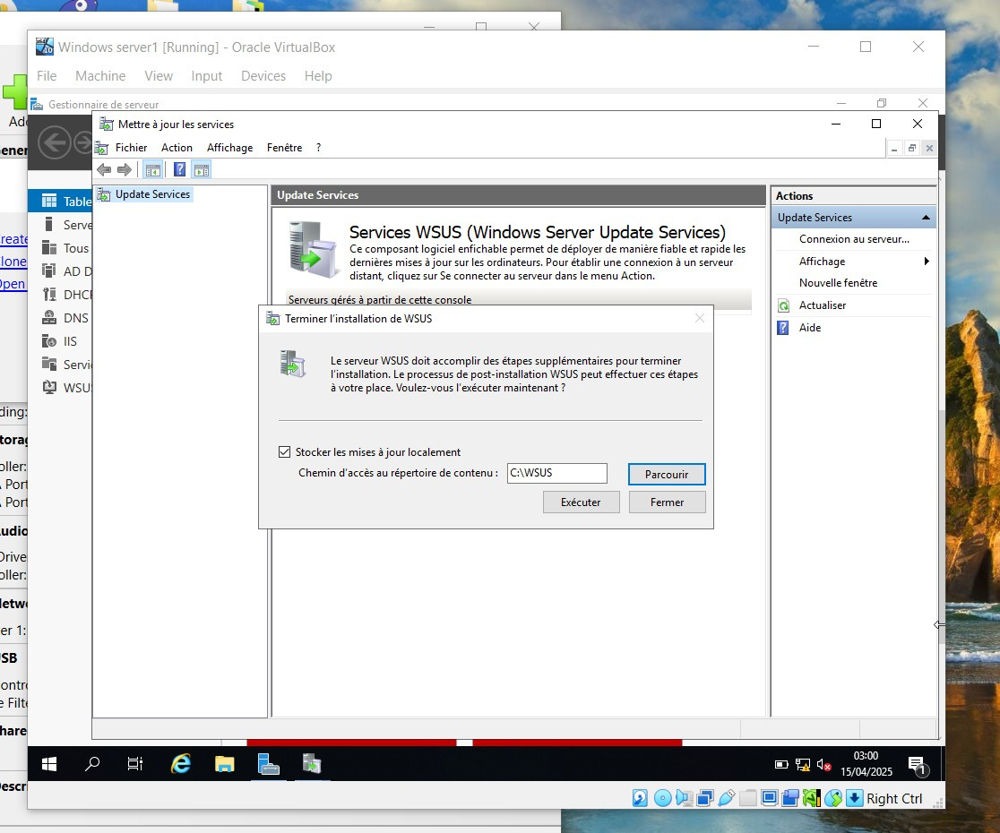 Windows server1 [Running] - Oracle VirtualBox
File Machine View Input Devices Help
Gestionnaire de serveur
Mettre à jour les services
Fichier Action Affichage Fenêtre ?
Update Services
Update Services
Services WSUS (Windows Server Update Services)
Ce composant logiciel enfichable permet de déployer de manière fiable et rapide les
dernières mises à jour sur les ordinateurs. Pour établir une connexion à un serveur
distant, cliquez sur Se connecter au serveur dans le menu Action.
Serveurs gérés à partir de cette console
Terminer l'installation de WSUS
Le serveur WSUS doit accomplir des étapes supplémentaires pour terminer
l'installation. Le processus de post-installation WSUS peut effectuer ces étapes
à votre place. Voulez-vous l'exécuter maintenant ?
Stocker les mises à jour localement
Chemin d'accès au répertoire de contenu :
C:\WSUS
Parcourir
Exécuter
Fermer
Actions
Update Services
Connexion au serveur...
Affichage
Nouvelle fenêtre
Actualiser
Aide
Table
Serve
Tous
AD D
DHCP
DNS
IIS
Servi
WSUS
Add
ener
reate
lone
Open
ding:
torag
oller:
A Port
A Port
udio
Drive
oller:
etwo
er 1:
SB
ontro
e Filte
hare
escri
03:00
15/04/2025
1
Right Ctrl